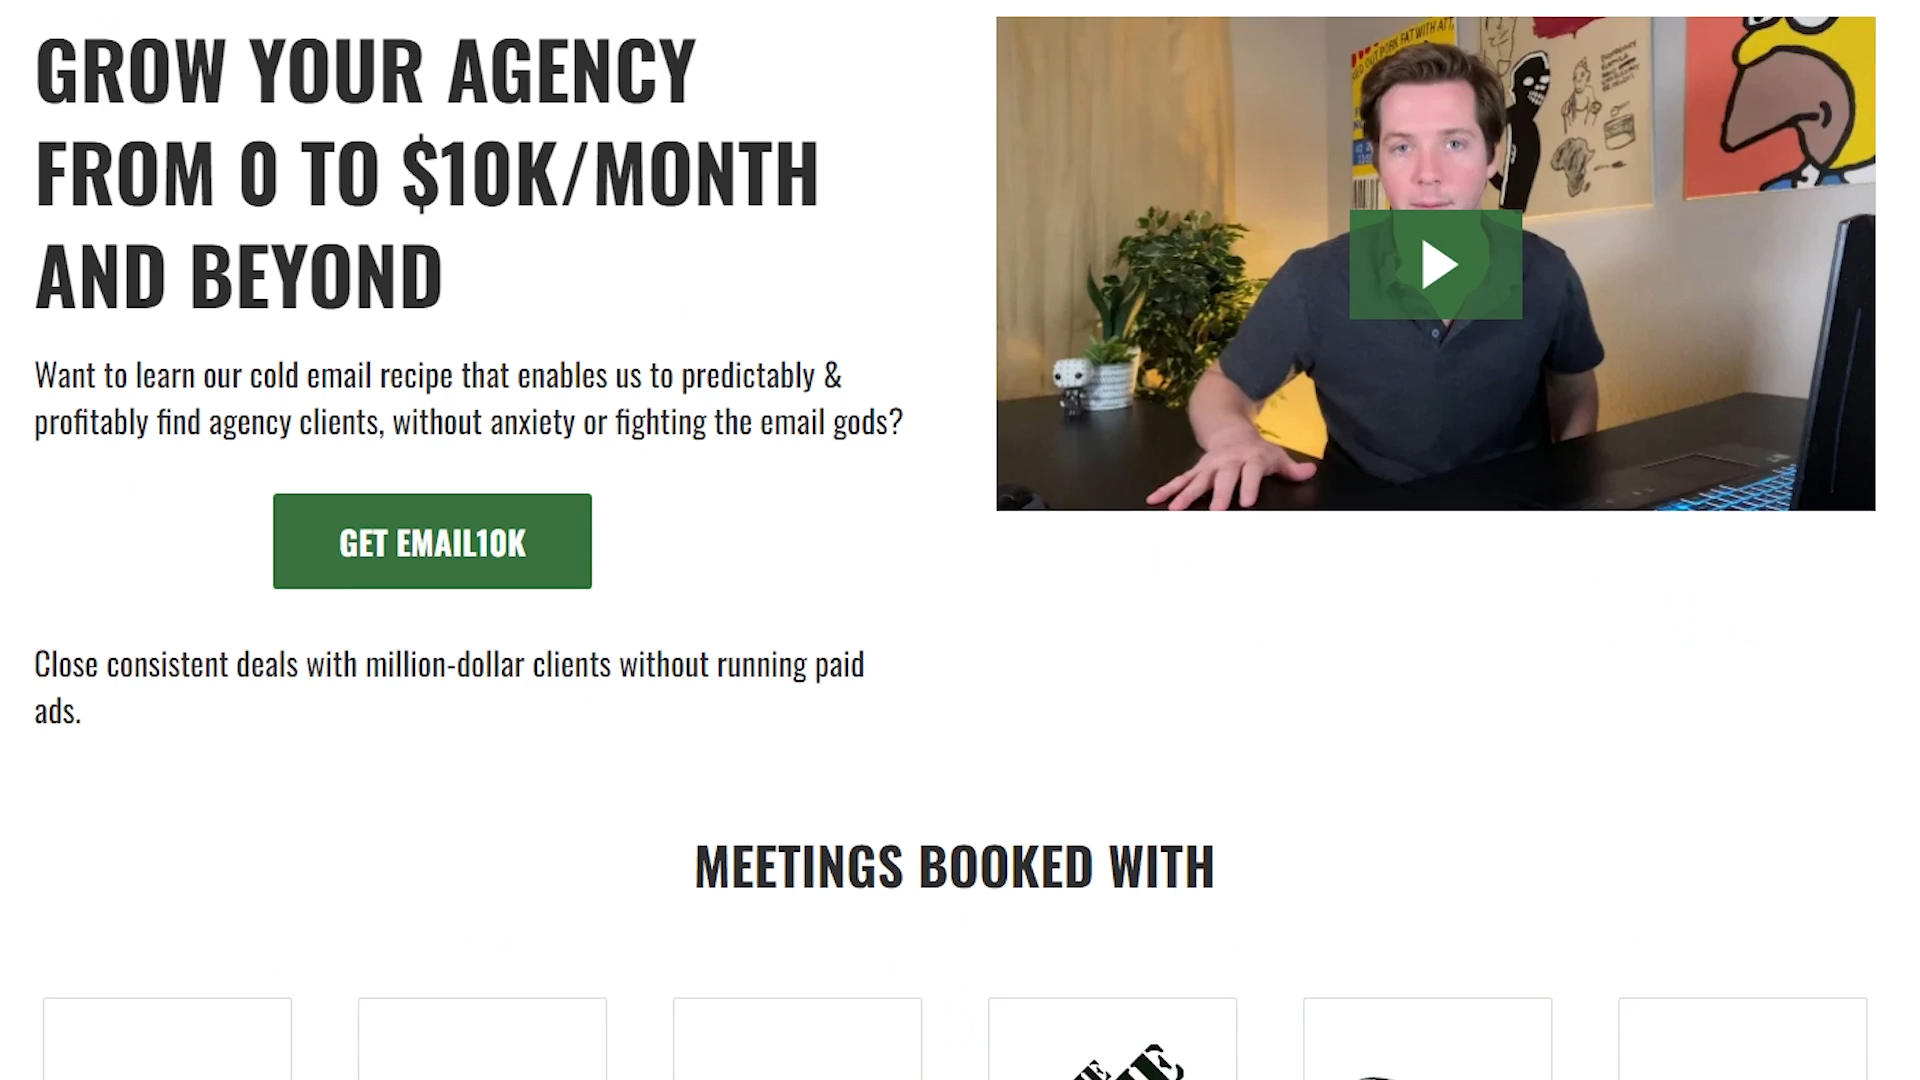 GROW YOUR AGENCY
FROM 0 TO $10K/MONTH
AND BEYOND
Want to learn our cold email recipe that enables us to predictably &
profitably find agency clients, without anxiety or fighting the email gods?
GET EMAIL10K
Close consistent deals with million-dollar clients without running paid
ads.
MEETINGS BOOKED WITH